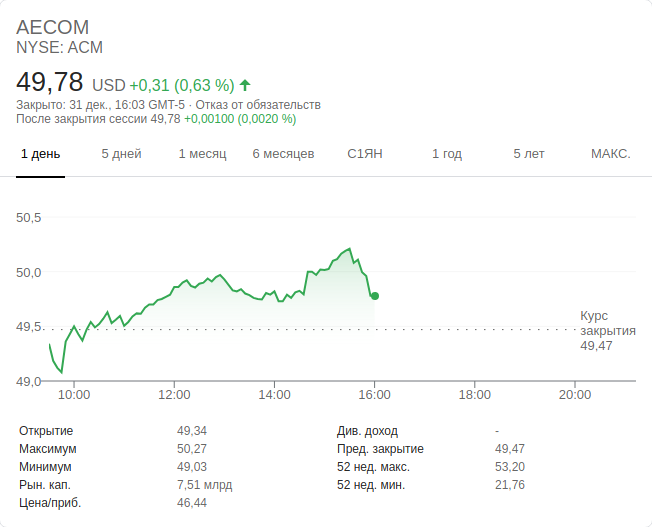 AECOM
NYSE: ACM
49,78 USD +0,31 (0,63 %)
Закрыто: 31 дек., 16:03 GMT-5 · Отказ от обязательств
После закрытия сессии 49,78 +0,00100 (0,0020 %)
1 день 5 дней 1 месяц 6 месяцев С1ЯН 1 год 5 лет МАКС.
50,5
50,0
49,5
49,0
Курс
закрытия
49,47
10:00 12:00 14:00 16:00 18:00 20:00
Открытие 49,34 Див. доход -
Максимум 50,27 Пред. закрытие 49,47
Минимум 49,03 52 нед. макс. 53,20
Рын. кап. 7,51 млрд 52 нед. мин. 21,76
Цена/приб. 46,44